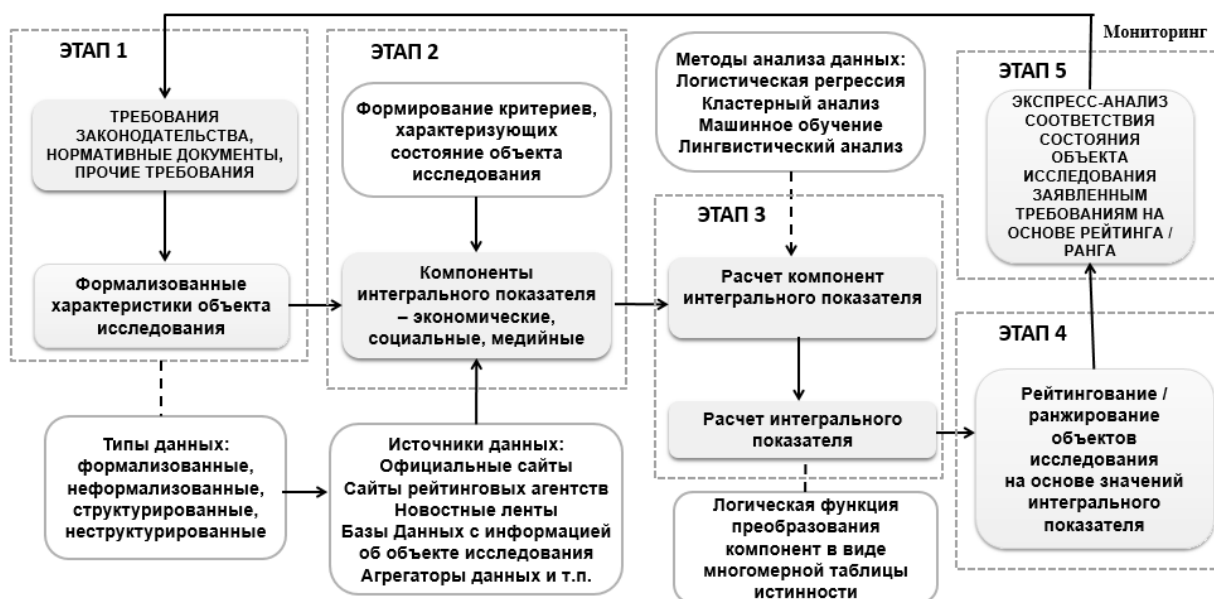 Мониторинг
ЭТАП 1
ТРЕБОВАНИЯ
ЗАКОНОДАТЕЛЬСТВА,
НОРМАТИВНЫЕ ДОКУМЕНТЫ,
ПРОЧИЕ ТРЕБОВАНИЯ
Формализованные
характеристики объекта
исследования
Типы данных:
формализованные,
неформализованные,
структурированные,
неструктурированные
ЭТАП 2
Формирование критериев,
характеризующих
состояние объекта
исследования
Компоненты
интегрального показателя
– экономические,
социальные, медийные
Источники данных:
Официальные сайты
Сайты рейтинговых агентств
Новостные ленты
Базы Данных с информацией
об объекте исследования
Агрегаторы данных и т.п.
Методы анализа данных:
Логистическая регрессия
Кластерный анализ
Машинное обучение
Лингвистический анализ
ЭТАП 3
Расчет компонент
интегрального показателя
Расчет интегрального
показателя
Логическая функция
преобразования
компонент в виде
многомерной таблицы
истинности
ЭТАП 4
Рейтингование /
ранжирование
объектов
исследования
на основе значений
интегрального
показателя
ЭТАП 5
ЭКСПРЕСС-АНАЛИЗ
СООТВЕТСТВИЯ
СОСТОЯНИЯ
ОБЪЕКТА
ИССЛЕДОВАНИЯ
ЗАЯВЛЕННЫМ
ТРЕБОВАНИЯМ НА
ОСНОВЕ РЕЙТИНГА /
РАНГА